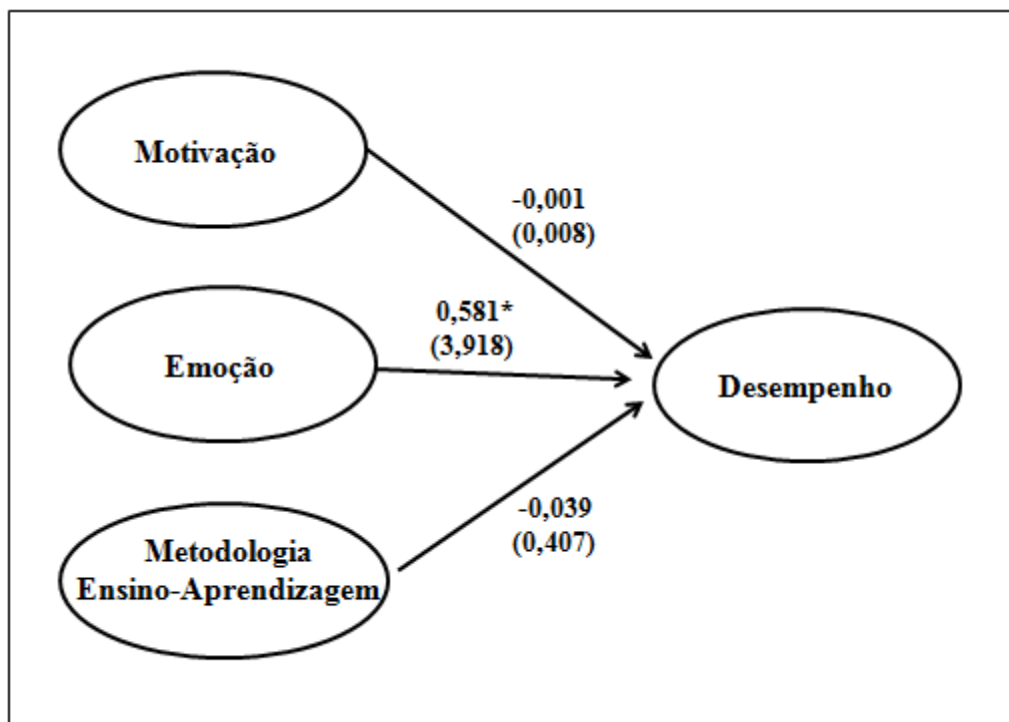 Motivação
-0,001
(0,008)
0,581*
(3,918)
Emoção
Desempenho
-0,039
(0,407)
Metodologia
Ensino-Aprendizagem